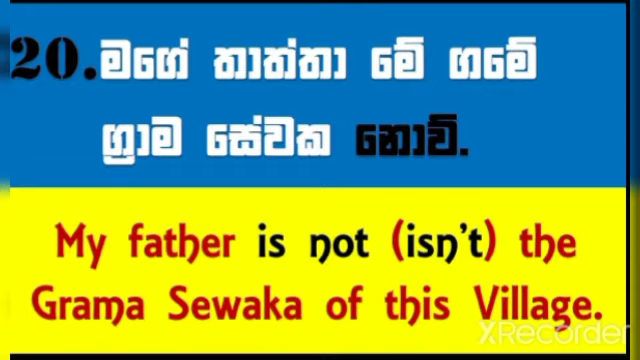 20. මගේ තාත්තා මේ ගමේ
ග්‍රාම සේවක නොව්.
My father is not (isn't) the
Grama Sewaka of this Village.
XRecorder